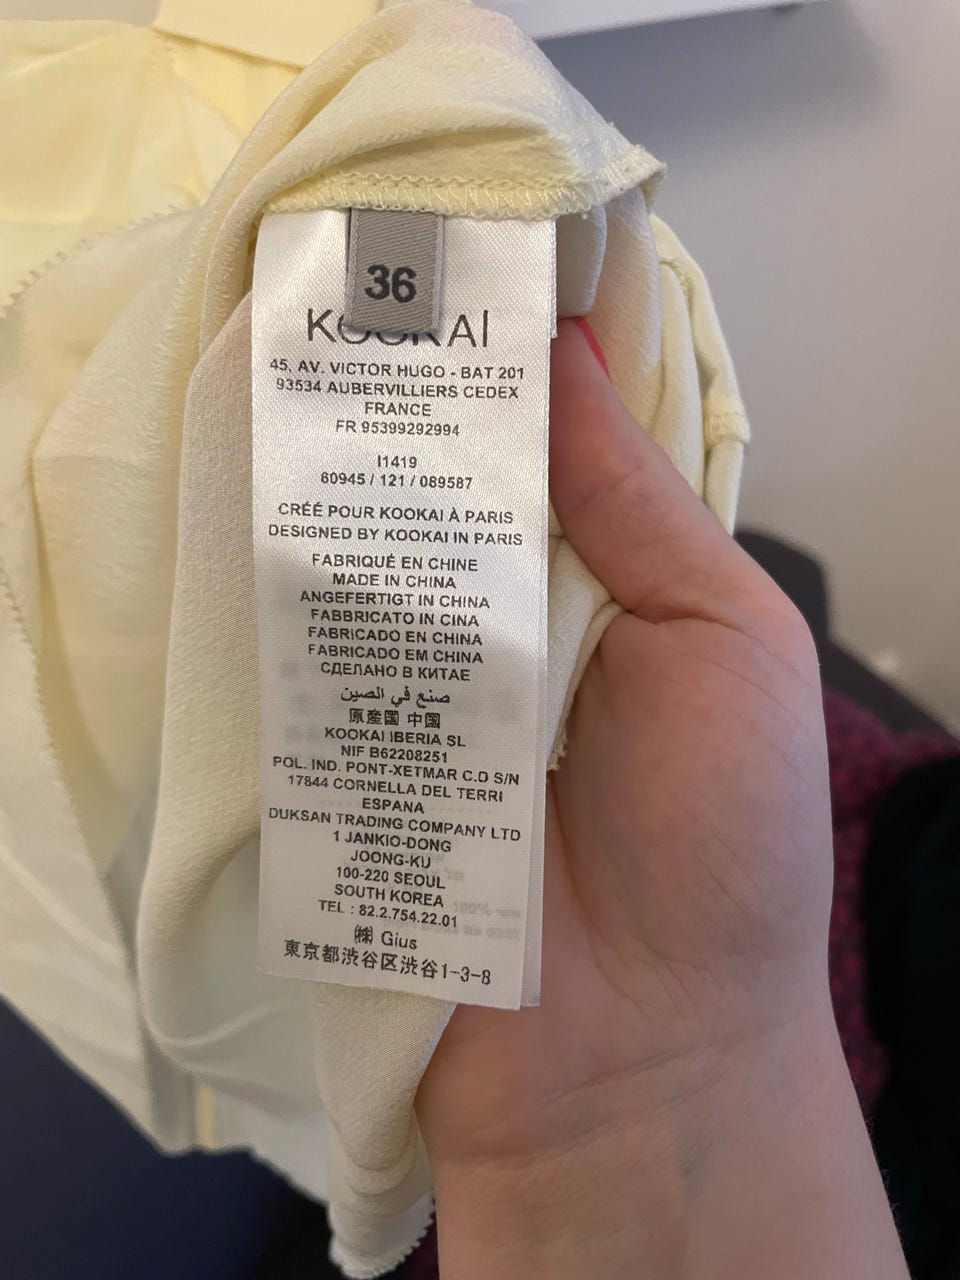 36
KOOKAÏ
45, AV. VICTOR HUGO - BAT 201
93534 AUBERVILLIERS CEDEX
FRANCE
FR 95399292994
I1419
60945 / 121 / 089587
CRÉÉ POUR KOOKAI À PARIS
DESIGNED BY KOOKAI IN PARIS
FABRIQUÉ EN CHINE
MADE IN CHINA
ANGEFERTIGT IN CHINA
FABBRICATO IN CINA
FABRICADO EN CHINA
FABRICADO EM CHINA
СДЕЛАНО В КИТАЕ
صنع في الصين
原産国 中国
KOOKAI IBERIA SL
NIF B62208251
POL. IND. PONT-XETMAR C.D S/N
17844 CORNELLA DEL TERRI
ESPANA
DUKSAN TRADING COMPANY LTD
1 JANKIO-DONG
JOONG-KU
100-220 SEOUL
SOUTH KOREA
TEL : 82.2.754.22.01
㈱ Gius
東京都渋谷区渋谷1-3-8